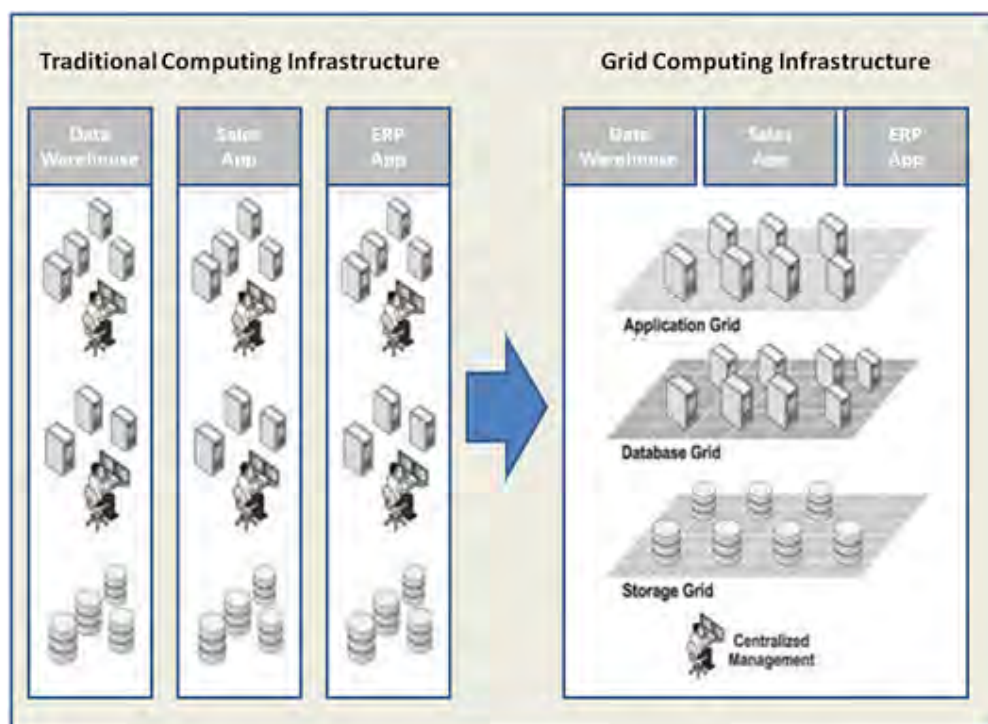 Traditional Computing Infrastructure
Grid Computing Infrastructure
Data
Warehouse
Sales
App
ERP
App
Data
Warehouse
Sales
App
ERP
App
Application Grid
Database Grid
Storage Grid
Centralized
Management